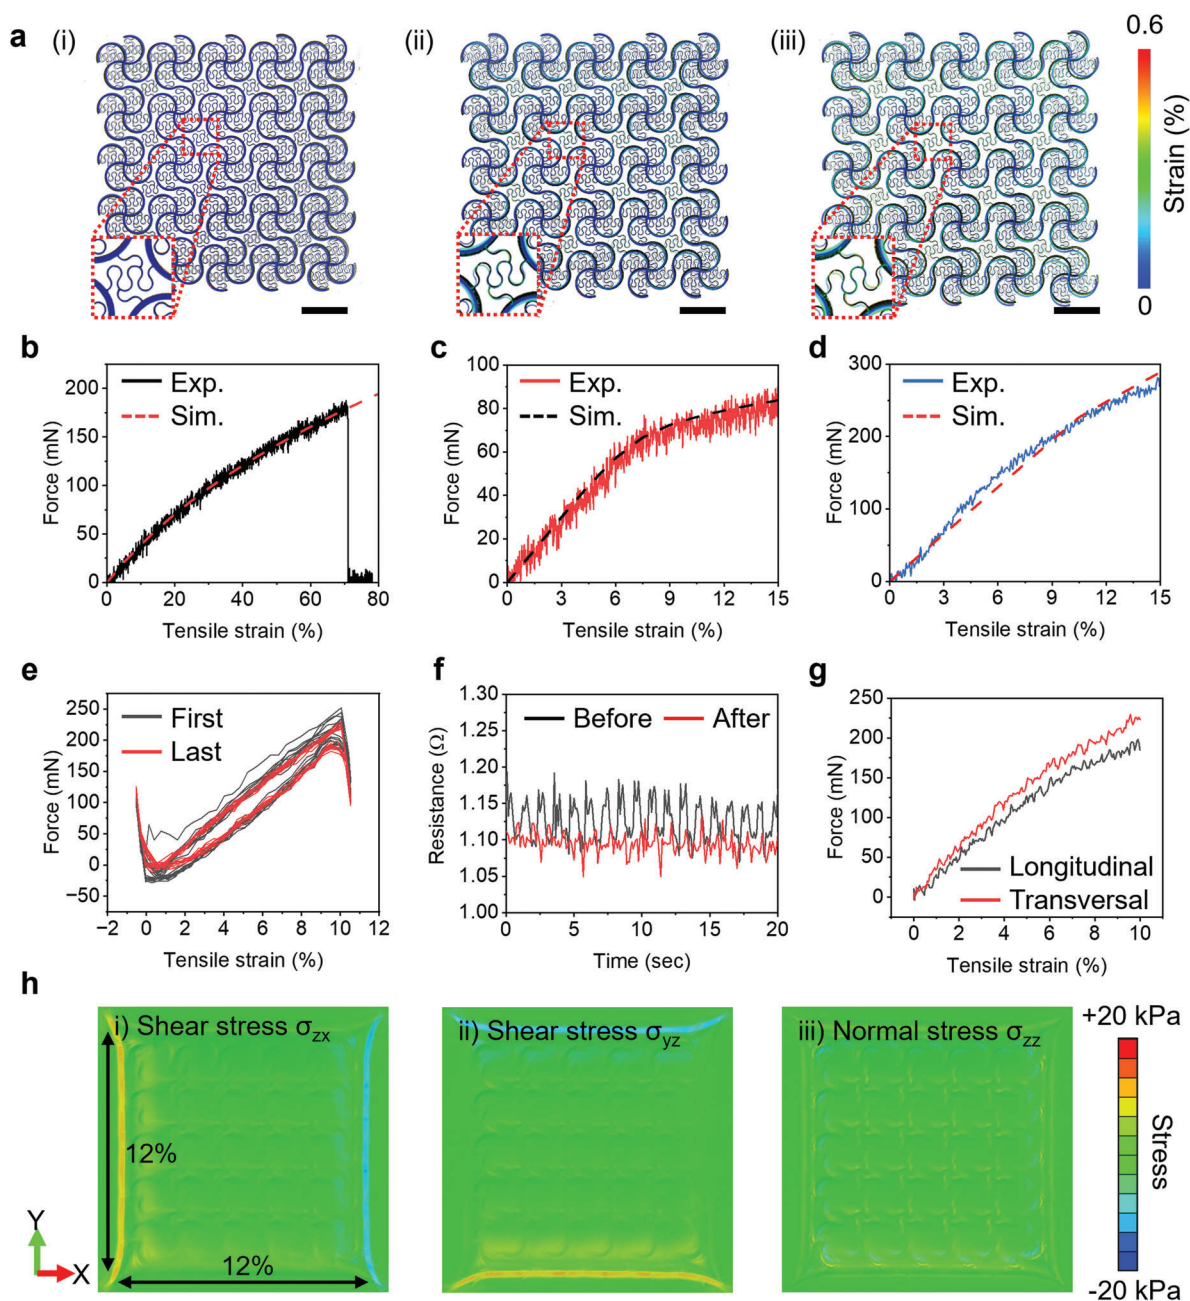 a (i) (ii) (iii) 0.6
Strain (%)
0
b c d
200
150
100
50
0
Force (mN)
Exp.
Sim.
0 20 40 60 80
Tensile strain (%)
100
80
60
40
20
0
Force (mN)
Exp.
Sim.
0 3 6 9 12 15
Tensile strain (%)
300
200
100
0
Force (mN)
Exp.
Sim.
0 3 6 9 12 15
Tensile strain (%)
e f g
250
200
150
100
50
0
−50
Force (mN)
First
Last
−2 0 2 4 6 8 10 12
Tensile strain (%)
1.30
1.25
1.20
1.15
1.10
1.05
1.00
Resistance (Ω)
Before After
0 5 10 15 20
Time (sec)
250
200
150
100
50
0
Force (mN)
Longitudinal
Transversal
0 2 4 6 8 10
Tensile strain (%)
h
i) Shear stress σzx
12%
12%
Y
X
ii) Shear stress σyz
iii) Normal stress σzz
+20 kPa
Stress
-20 kPa